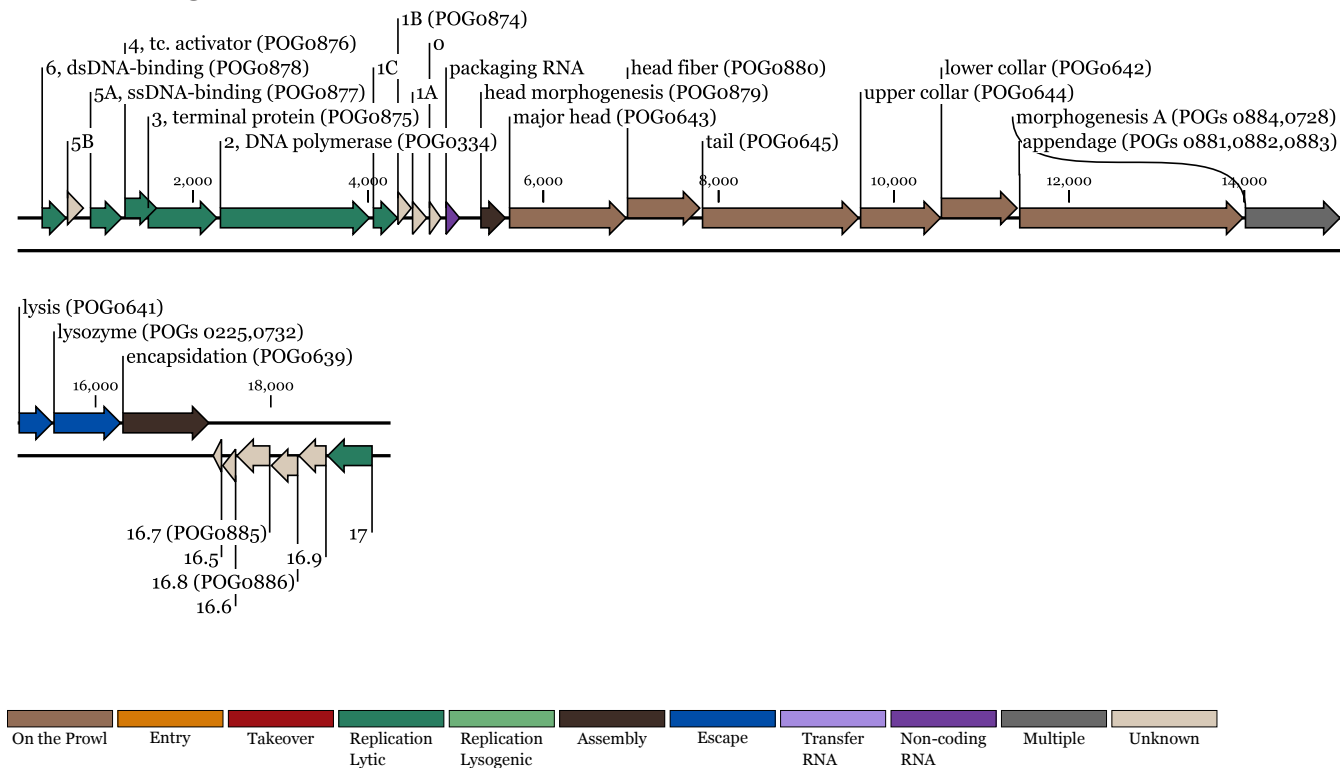 1B (POG0874)
4, tc. activator (POG0876)
0
6, dsDNA-binding (POG0878)
1C
packaging RNA
head fiber (POG0880)
lower collar (POG0642)
5A, ssDNA-binding (POG0877)
1A
head morphogenesis (POG0879)
upper collar (POG0644)
3, terminal protein (POG0875)
major head (POG0643)
morphogenesis A (POGs 0884,0728)
5B
2, DNA polymerase (POG0334)
tail (POG0645)
appendage (POGs 0881,0882,0883)
2,000
4,000
6,000
8,000
10,000
12,000
14,000
lysis (POG0641)
lysozyme (POGs 0225,0732)
encapsidation (POG0639)
16,000
18,000
16.7 (POG0885)
17
16.5
16.9
16.8 (POG0886)
16.6
On the Prowl
Entry
Takeover
Replication
Lytic
Replication
Lysogenic
Assembly
Escape
Transfer
RNA
Non-coding
RNA
Multiple
Unknown